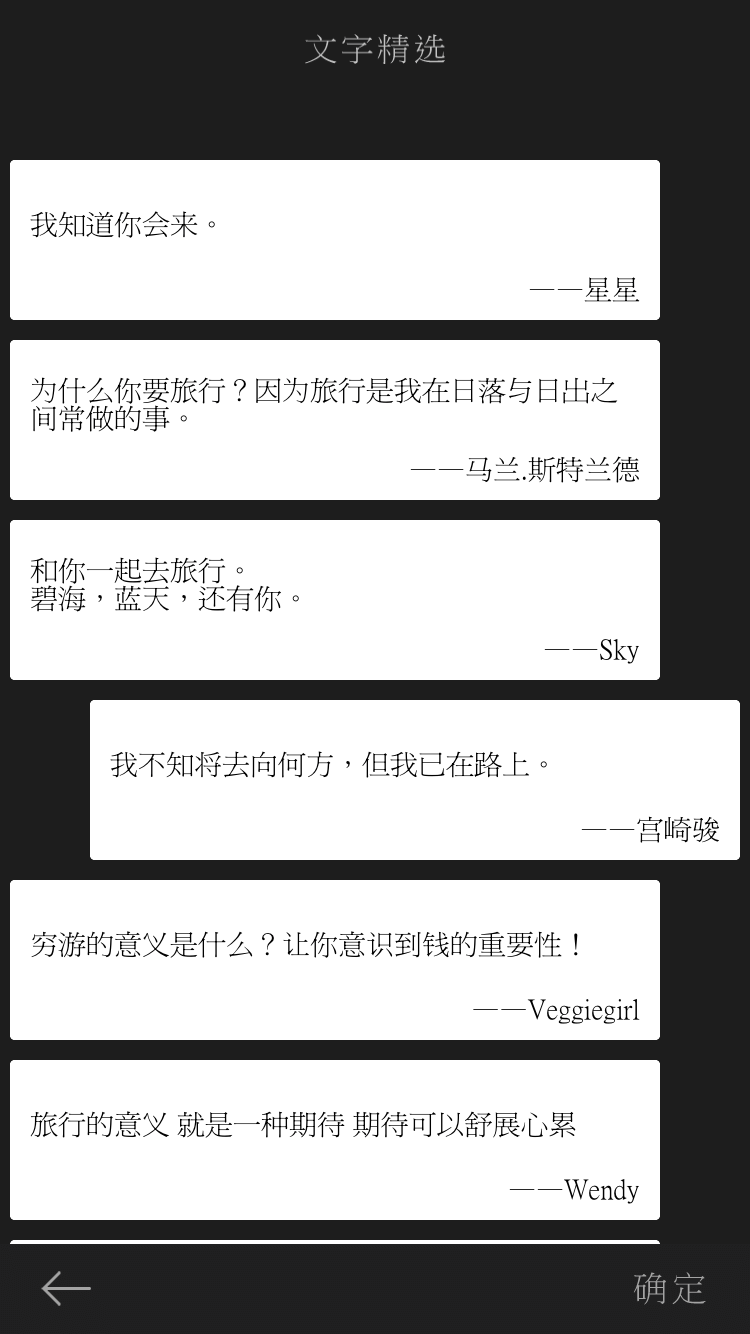 文字精选
我知道你会来。
——星星
为什么你要旅行？因为旅行是我在日落与日出之
间常做的事。
——马兰.斯特兰德
和你一起去旅行。
碧海，蓝天，还有你。
——Sky
我不知将去向何方，但我已在路上。
——宫崎骏
穷游的意义是什么？让你意识到钱的重要性！
——Veggiegirl
旅行的意义 就是一种期待 期待可以舒展心累
——Wendy
确定